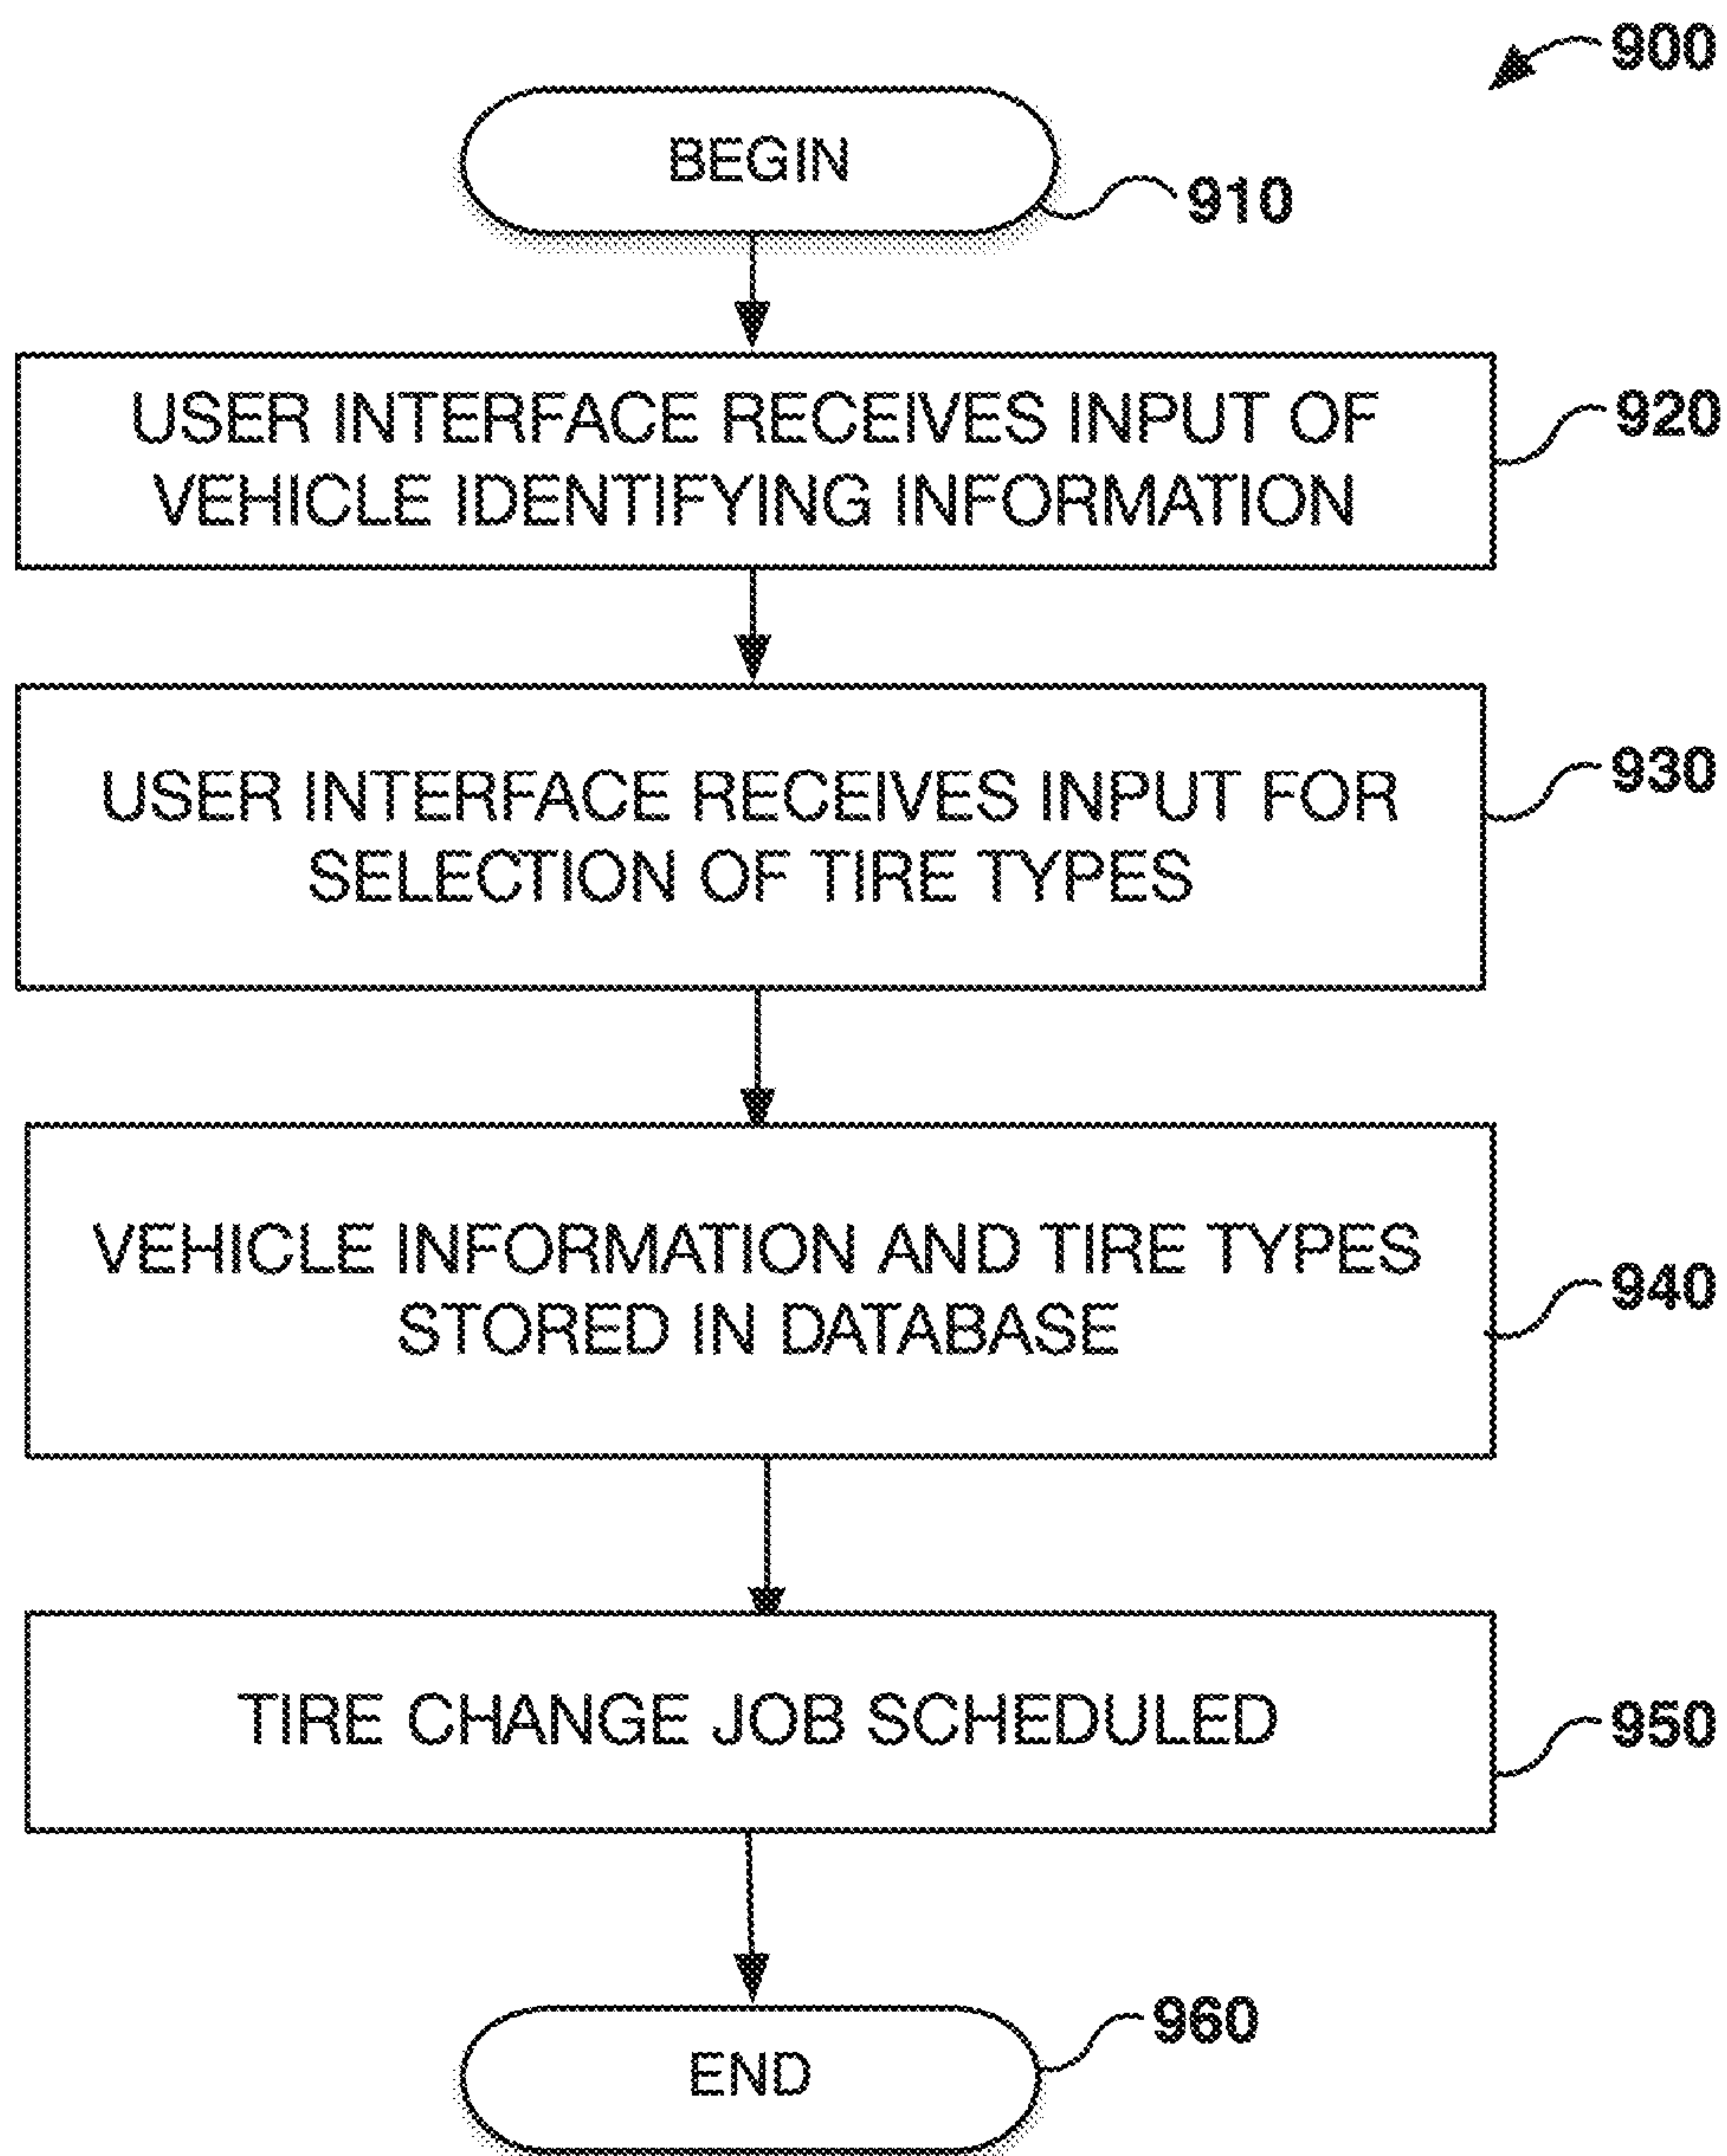 900
BEGIN
910
USER INTERFACE RECEIVES INPUT OF
VEHICLE IDENTIFYING INFORMATION
920
USER INTERFACE RECEIVES INPUT FOR
SELECTION OF TIRE TYPES
930
VEHICLE INFORMATION AND TIRE TYPES
STORED IN DATABASE
940
TIRE CHANGE JOB SCHEDULED
950
END
960